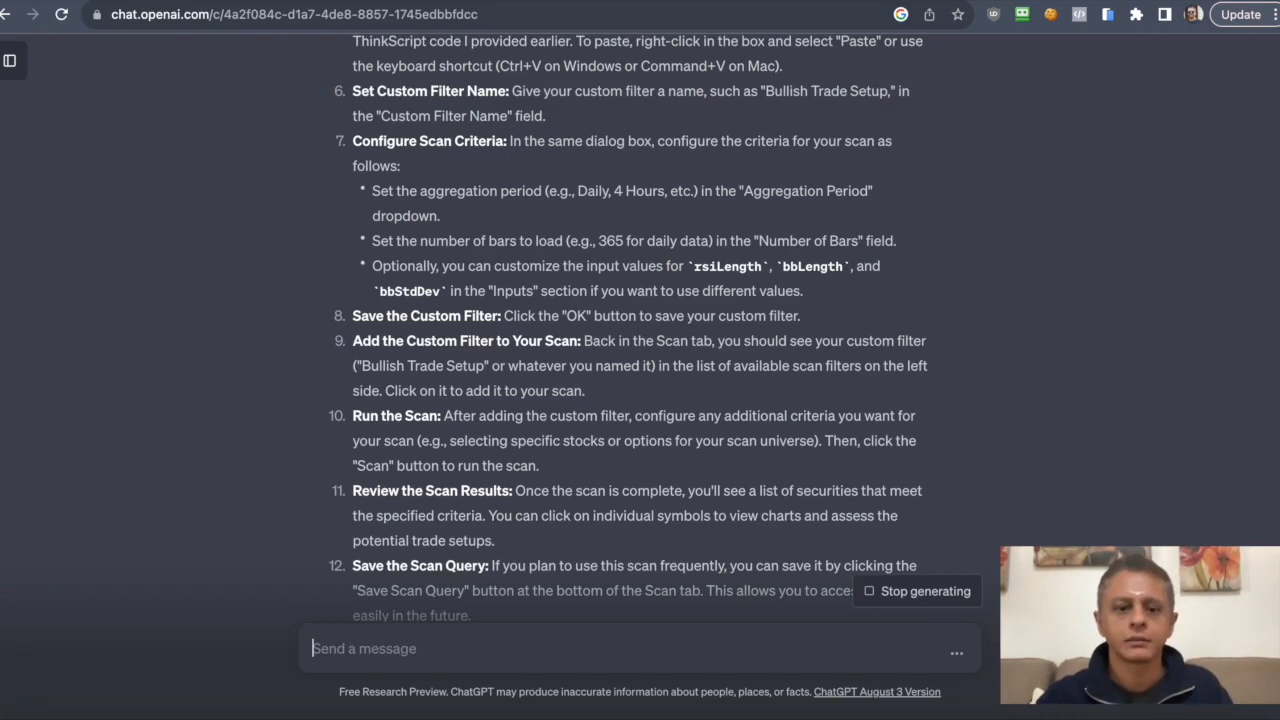 chat.openai.com/c/4a2f084c-d1a7-4de8-8857-1745edbbfdcc
Update
ThinkScript code I provided earlier. To paste, right-click in the box and select "Paste" or use
the keyboard shortcut (Ctrl+V on Windows or Command+V on Mac).
6. Set Custom Filter Name: Give your custom filter a name, such as "Bullish Trade Setup," in
the "Custom Filter Name" field.
7. Configure Scan Criteria: In the same dialog box, configure the criteria for your scan as
follows:
• Set the aggregation period (e.g., Daily, 4 Hours, etc.) in the "Aggregation Period"
dropdown.
• Set the number of bars to load (e.g., 365 for daily data) in the "Number of Bars" field.
• Optionally, you can customize the input values for `rsiLength`, `bbLength`, and
`bbStdDev` in the "Inputs" section if you want to use different values.
8. Save the Custom Filter: Click the "OK" button to save your custom filter.
9. Add the Custom Filter to Your Scan: Back in the Scan tab, you should see your custom filter
("Bullish Trade Setup" or whatever you named it) in the list of available scan filters on the left
side. Click on it to add it to your scan.
10. Run the Scan: After adding the custom filter, configure any additional criteria you want for
your scan (e.g., selecting specific stocks or options for your scan universe). Then, click the
"Scan" button to run the scan.
11. Review the Scan Results: Once the scan is complete, you'll see a list of securities that meet
the specified criteria. You can click on individual symbols to view charts and assess the
potential trade setups.
12. Save the Scan Query: If you plan to use this scan frequently, you can save it by clicking the
"Save Scan Query" button at the bottom of the Scan tab. This allows you to acces
Stop generating
easily in the future.
Send a message
Free Research Preview. ChatGPT may produce inaccurate information about people, places, or facts. ChatGPT August 3 Version